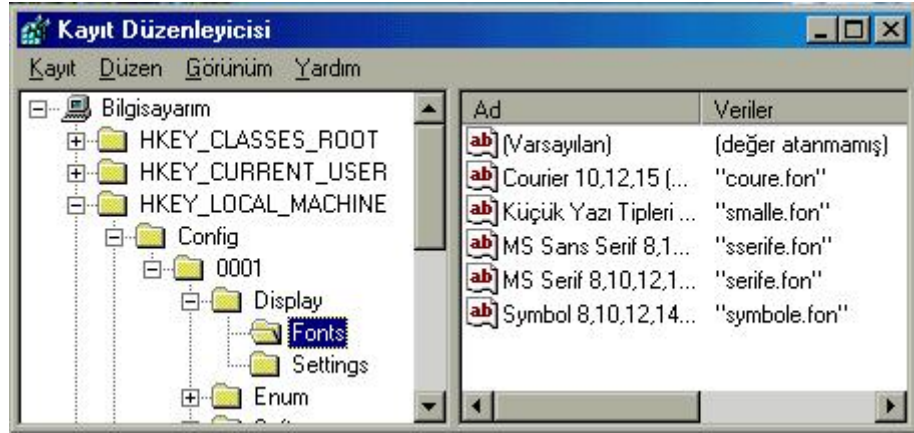 Kayıt Düzenleyicisi
Kayıt Düzen Görünüm Yardım
Bilgisayarım
HKEY_CLASSES_ROOT
HKEY_CURRENT_USER
HKEY_LOCAL_MACHINE
Config
0001
Display
Fonts
Settings
Enum
Ad Veriler
(Varsayılan) (değer atanmamış)
Courier 10,12,15 (... "coure.fon"
Küçük Yazı Tipleri ... "smalle.fon"
MS Sans Serif 8,1... "sserife.fon"
MS Serif 8,10,12,1... "serife.fon"
Symbol 8,10,12,14... "symbole.fon"